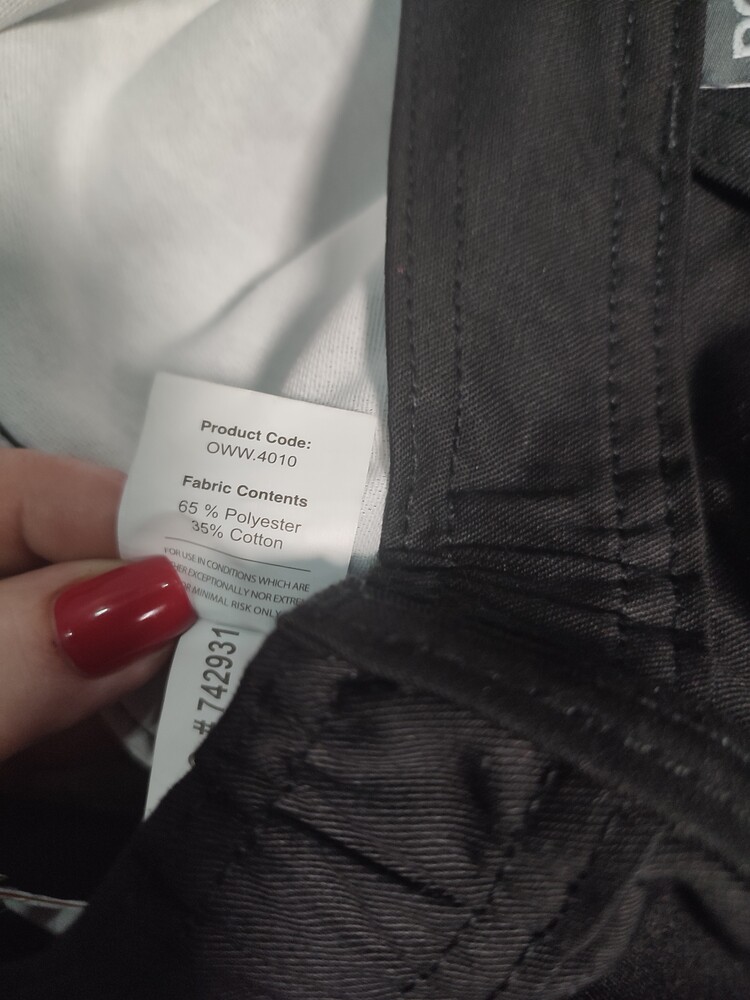 Product Code:
OWW.4010
Fabric Contents
65 % Polyester
35% Cotton
FOR USE IN CONDITIONS WHICH ARE
EXCEPTIONALLY NOR
MINIMAL RISK ONLY
# 742931